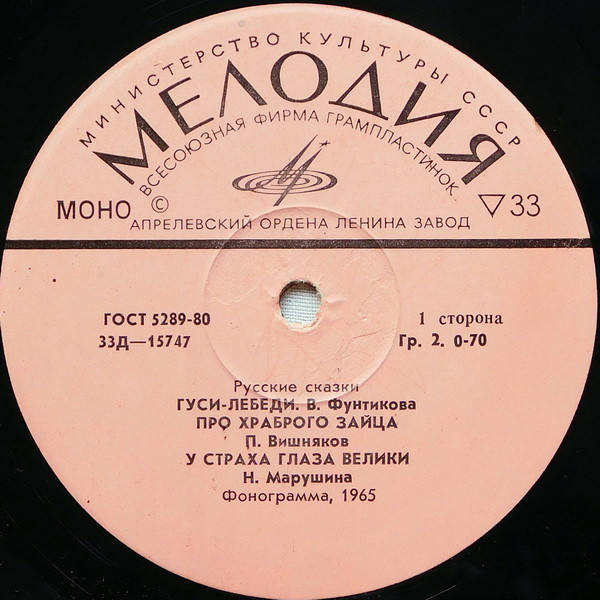 МИНИСТЕРСТВО КУЛЬТУРЫ СССР
МЕЛОДИЯ
ВСЕСОЮЗНАЯ ФИРМА ГРАМПЛАСТИНОК
МОНО © ▽33
АПРЕЛЕВСКИЙ ОРДЕНА ЛЕНИНА ЗАВОД
ГОСТ 5289-80 1 сторона
33Д—15747 Гр. 2. 0-70
Русские сказки
ГУСИ-ЛЕБЕДИ. В. Фунтикова
ПРО ХРАБРОГО ЗАЙЦА
П. Вишняков
У СТРАХА ГЛАЗА ВЕЛИКИ
Н. Марушина
Фонограмма, 1965